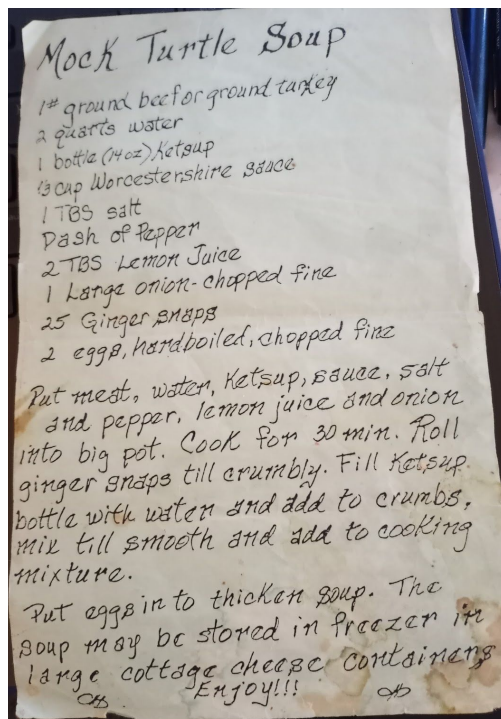 Mock Turtle Soup
1# ground beef or ground turkey
2 quarts water
1 bottle (14oz) Ketsup
1/3 cup Worcestershire sauce
1 TBS salt
Dash of Pepper
2 TBS Lemon Juice
1 Large onion-chopped fine
25 Ginger snaps
2 eggs, hardboiled, chopped fine
Put meat, water, Ketsup, sauce, salt
and pepper, lemon juice and onion
into big pot. Cook for 30 min. Roll
ginger snaps till crumbly. Fill Ketsup
bottle with water and add to crumbs,
mix till smooth and add to cooking
mixture.
Put eggs in to thicken soup. The
soup may be stored in freezer in
large cottage cheese containers
Enjoy!!!